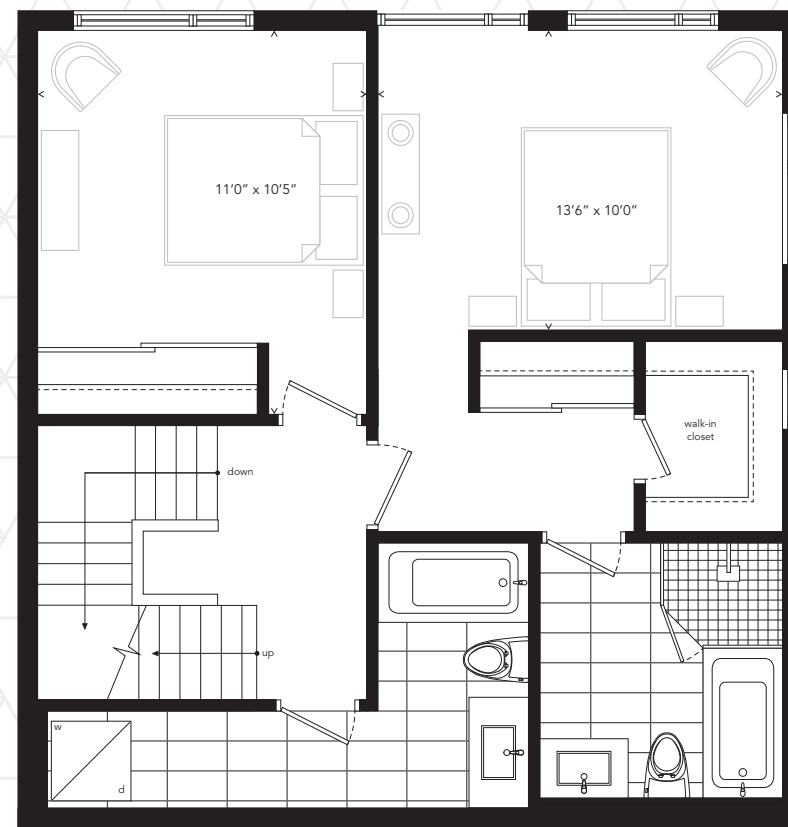 11’0” x 10’5”
13’6” x 10’0”
walk-in
closet
down
up
w
d